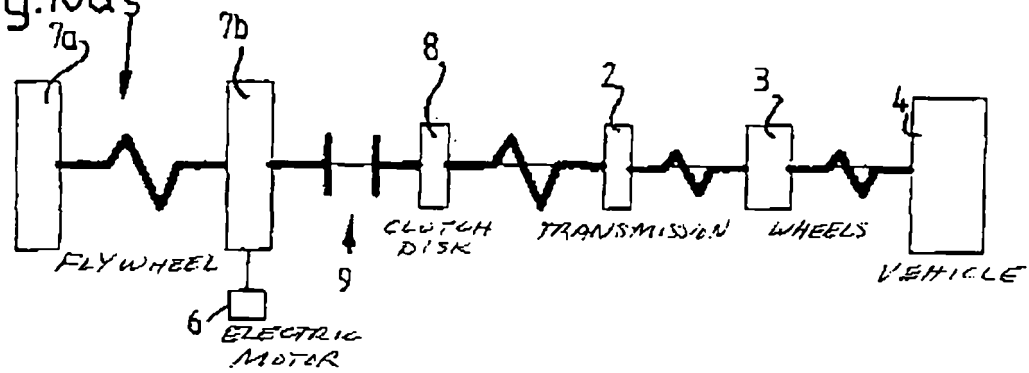 7a
7b
8
2
3
4
CLUTCH
DISK
TRANSMISSION
WHEELS
FLYWHEEL
9
VEHICLE
6
ELECTRIC
MOTOR